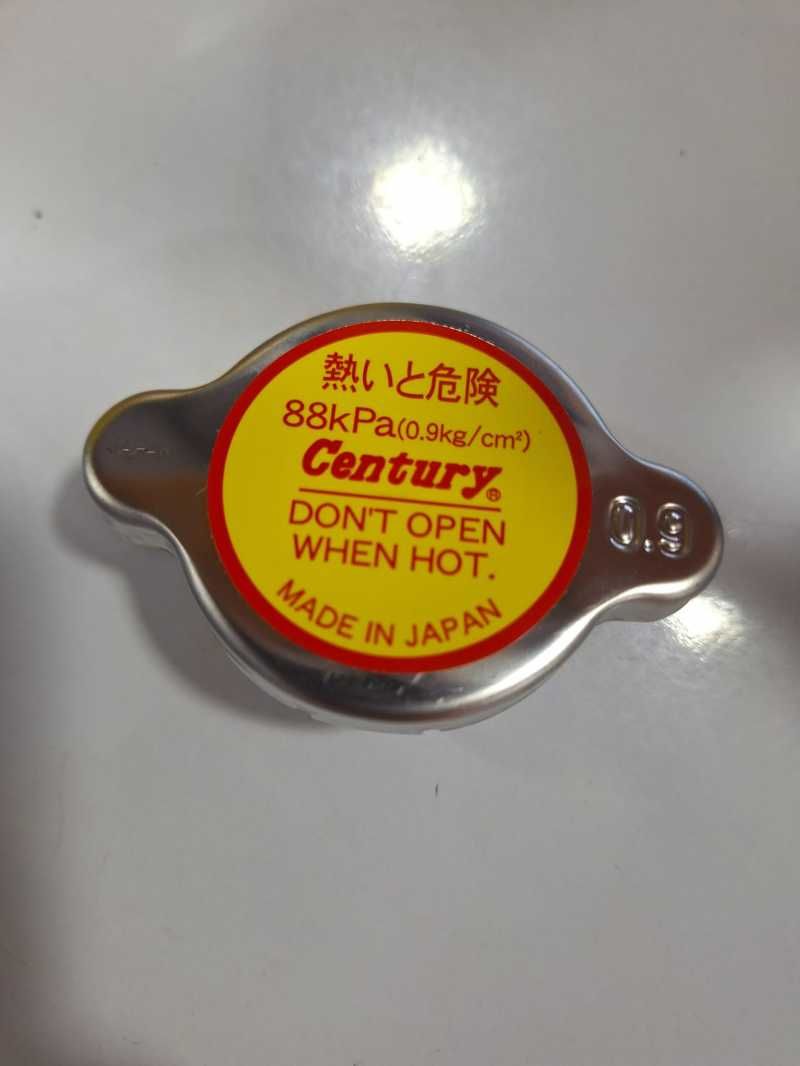 熱いと危険
88kPa(0.9kg/cm²)
Century®
DON'T OPEN
WHEN HOT.
MADE IN JAPAN
0.9